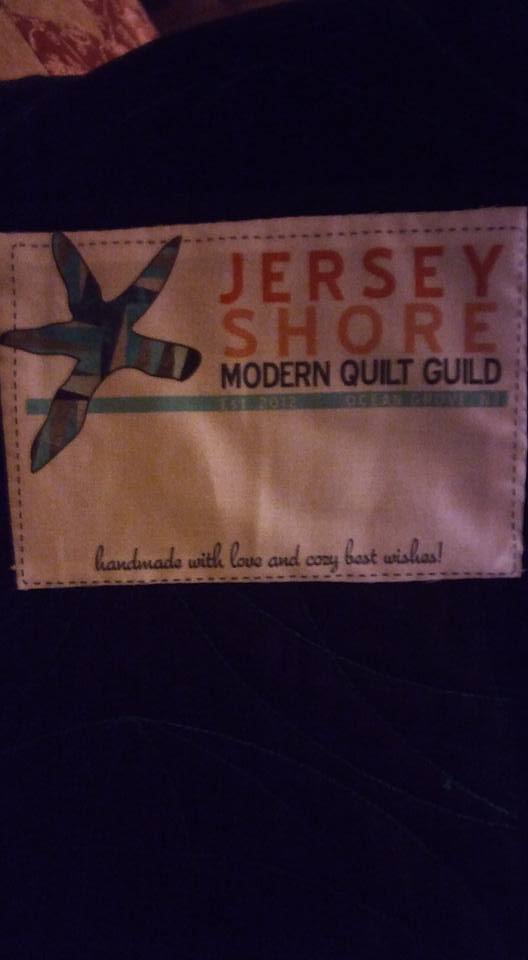 JERSEY
SHORE
MODERN QUILT GUILD
EST 2012 OCEAN GROVE NJ
handmade with love and cozy best wishes!